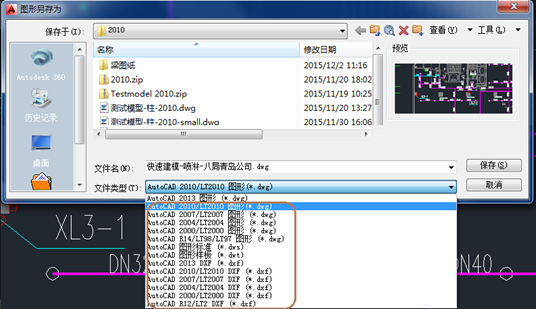 图形另存为
保存于(I):
2010
查看(V)
工具(L)
名称
修改日期
预览
梁图纸
2015/12/2 11:16
2010.zip
2015/11/20 18:02
Testmodel 2010.zip
2015/11/19 10:25
测试模型-柱-2010.dwg
2015/11/20 13:27
测试模型-柱-2010-small.dwg
2015/11/30 16:06
Autodesk 360
历史记录
桌面
文件名(N):
快速建模-喷淋-八局青岛公司.dwg
保存(S)
文件类型(T):
AutoCAD 2010/LT2010 图形(*.dwg)
取消
AutoCAD 2013 图形 (*.dwg)
AutoCAD 2010/LT2010 图形(*.dwg)
AutoCAD 2007/LT2007 图形 (*.dwg)
AutoCAD 2004/LT2004 图形 (*.dwg)
AutoCAD 2000/LT2000 图形 (*.dwg)
AutoCAD R14/LT98/LT97 图形 (*.dwg)
AutoCAD 图形标准 (*.dws)
AutoCAD 图形样板 (*.dwt)
AutoCAD 2013 DXF (*.dxf)
AutoCAD 2010/LT2010 DXF (*.dxf)
AutoCAD 2007/LT2007 DXF (*.dxf)
AutoCAD 2004/LT2004 DXF (*.dxf)
AutoCAD 2000/LT2000 DXF (*.dxf)
AutoCAD R12/LT2 DXF (*.dxf)
XL3-1
DN40